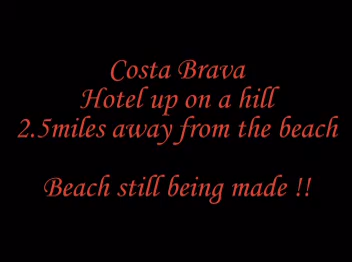 Costa Brava
Hotel up on a hill
2.5miles away from the beach
Beach still being made !!